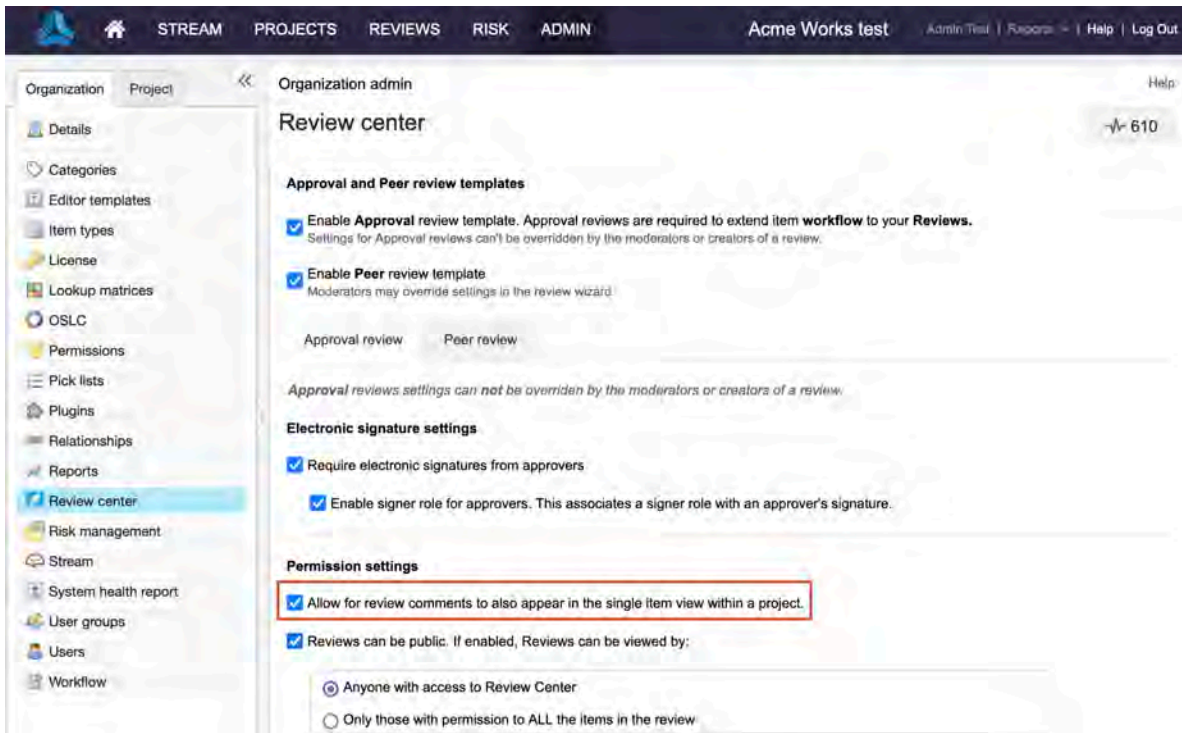 STREAM PROJECTS REVIEWS RISK ADMIN Acme Works test Admin Test | Reports | Help | Log Out
Organization Project
Details
Categories
Editor templates
Item types
License
Lookup matrices
OSLC
Permissions
Pick lists
Plugins
Relationships
Reports
Review center
Risk management
Stream
System health report
User groups
Users
Workflow
Organization admin Help
Review center 610
Approval and Peer review templates
Enable Approval review template. Approval reviews are required to extend item workflow to your Reviews.
Settings for Approval reviews can't be overridden by the moderators or creators of a review.
Enable Peer review template
Moderators may override settings in the review wizard.
Approval review Peer review
Approval reviews settings can not be overriden by the moderators or creators of a review.
Electronic signature settings
Require electronic signatures from approvers
Enable signer role for approvers. This associates a signer role with an approver's signature.
Permission settings
Allow for review comments to also appear in the single item view within a project.
Reviews can be public. If enabled, Reviews can be viewed by:
Anyone with access to Review Center
Only those with permission to ALL the items in the review